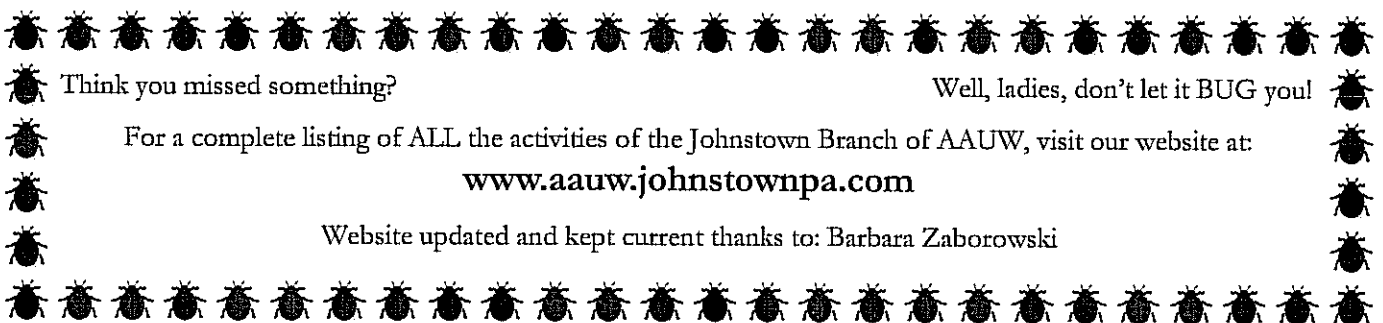 Think you missed something? Well, ladies, don't let it BUG you!
For a complete listing of ALL the activities of the Johnstown Branch of AAUW, visit our website at:
www.aauw.johnstownpa.com
Website updated and kept current thanks to: Barbara Zaborowski